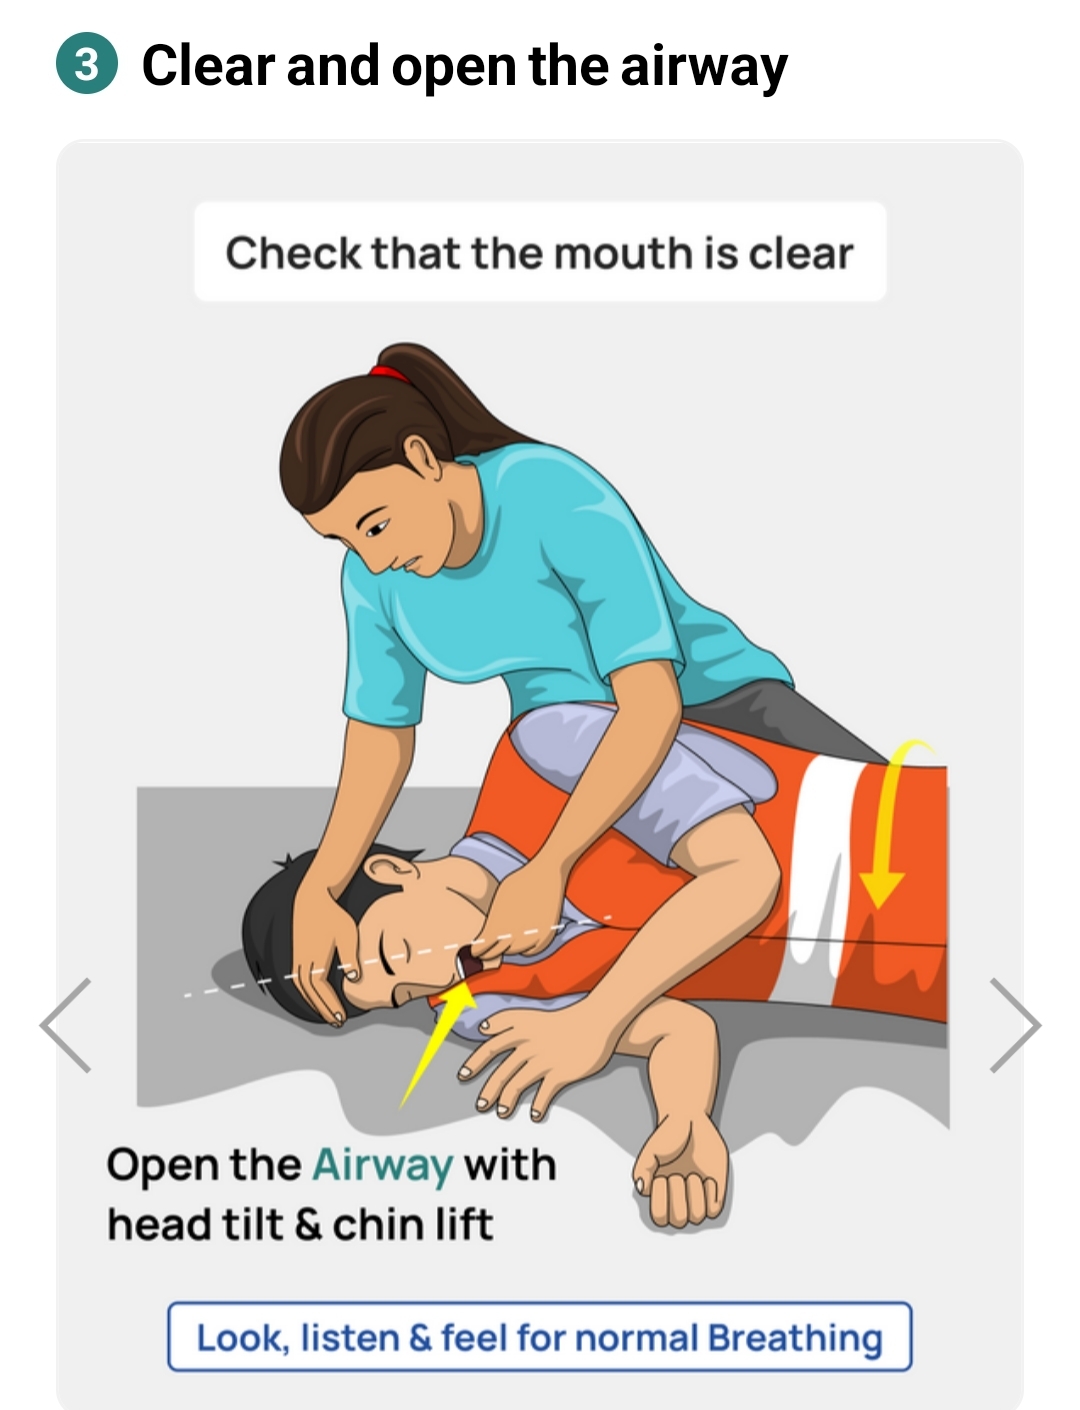 3 Clear and open the airway
Check that the mouth is clear
Open the Airway with
head tilt & chin lift
Look, listen & feel for normal Breathing